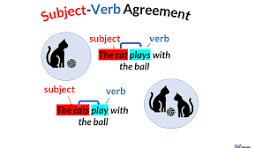 Subject-Verb Agreement
subject verb
The cat plays with
the ball
subject verb
The cats play with
the ball